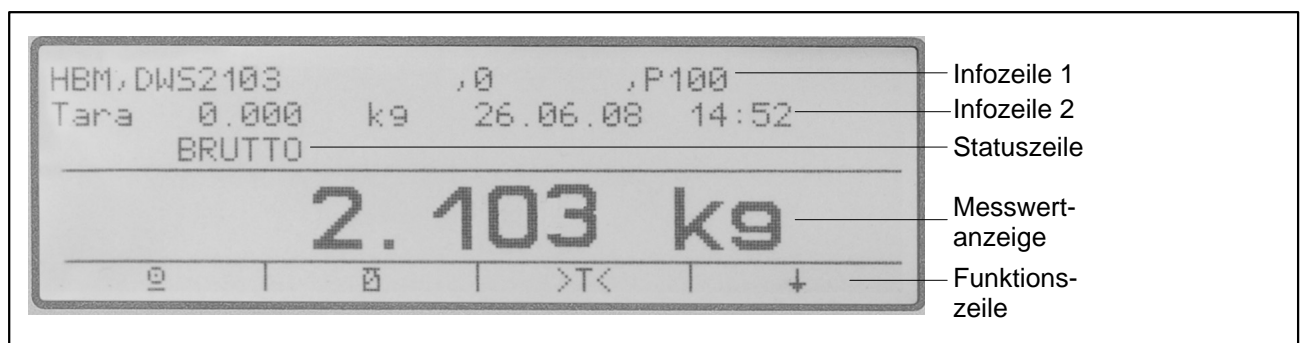 HBM,DWS2103 ,0 ,P100
Tara 0.000 kg 26.06.08 14:52
BRUTTO
2.103 kg
>T<
Infozeile 1
Infozeile 2
Statuszeile
Messwert-
anzeige
Funktions-
zeile